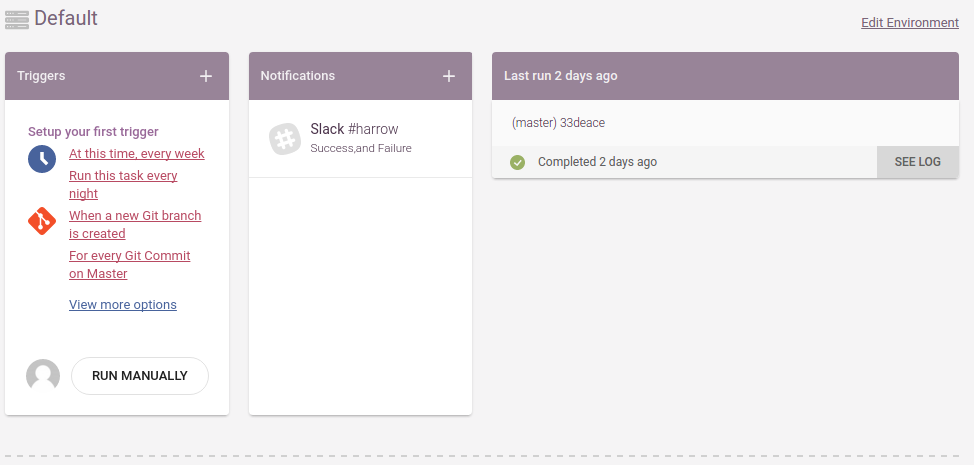 Default
Edit Environment
Triggers
Setup your first trigger
At this time, every week
Run this task every
night
When a new Git branch
is created
For every Git Commit
on Master
View more options
RUN MANUALLY
Notifications
Slack #harrow
Success,and Failure
Last run 2 days ago
(master) 33deace
Completed 2 days ago
SEE LOG